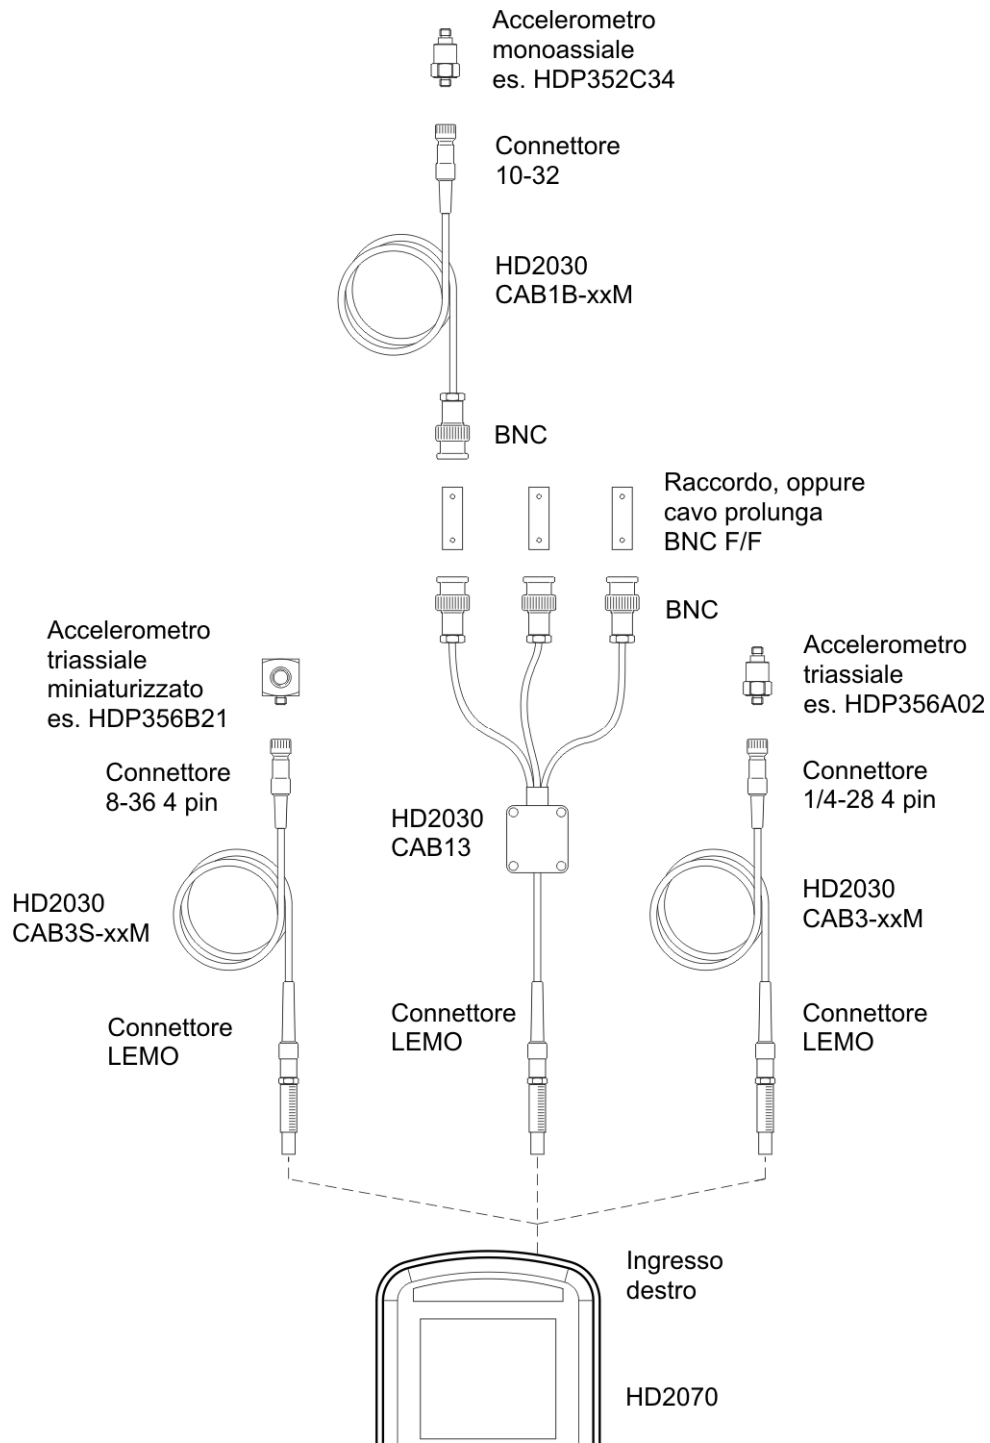 Accelerometro
monoassiale
es. HDP352C34
Connettore
10-32
HD2030
CAB1B-xxM
BNC
Raccordo, oppure
cavo prolunga
BNC F/F
BNC
Accelerometro
triassiale
miniaturizzato
es. HDP356B21
Accelerometro
triassiale
es. HDP356A02
Connettore
8-36 4 pin
Connettore
1/4-28 4 pin
HD2030
CAB13
HD2030
CAB3S-xxM
HD2030
CAB3-xxM
Connettore
LEMO
Connettore
LEMO
Connettore
LEMO
Ingresso
destro
HD2070